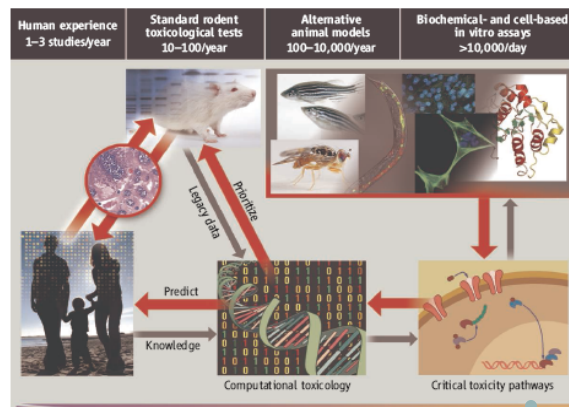 Human experience
1–3 studies/year
Standard rodent
toxicological tests
10–100/year
Alternative
animal models
100–10,000/year
Biochemical- and cell-based
in vitro assays
>10,000/day
Legacy data
Prioritize
Predict
Knowledge
Computational toxicology
Critical toxicity pathways